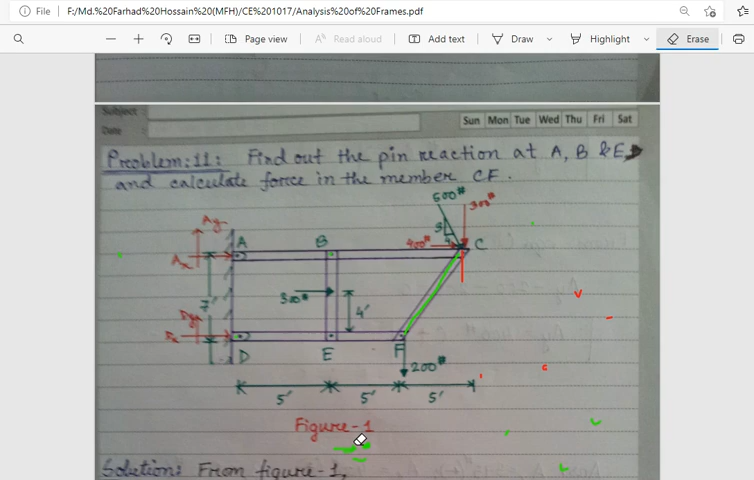 File | F:/Md.%20Farhad%20Hossain%20(MFH)/CE%201017/Analysis%20of%20Frames.pdf
Page view Read aloud Add text Draw Highlight Erase
Subject :
Date :
Sun Mon Tue Wed Thu Fri Sat
Problem:11: Find out the pin reaction at A, B & E
and calculate force in the member CF.
500# 300#
Ay
3
4
A B 400# C
Ax
7' 300# 4'
Dy
Dx
D E F
200#
5' 5' 5'
Figure-1
Solution: From figure-1,